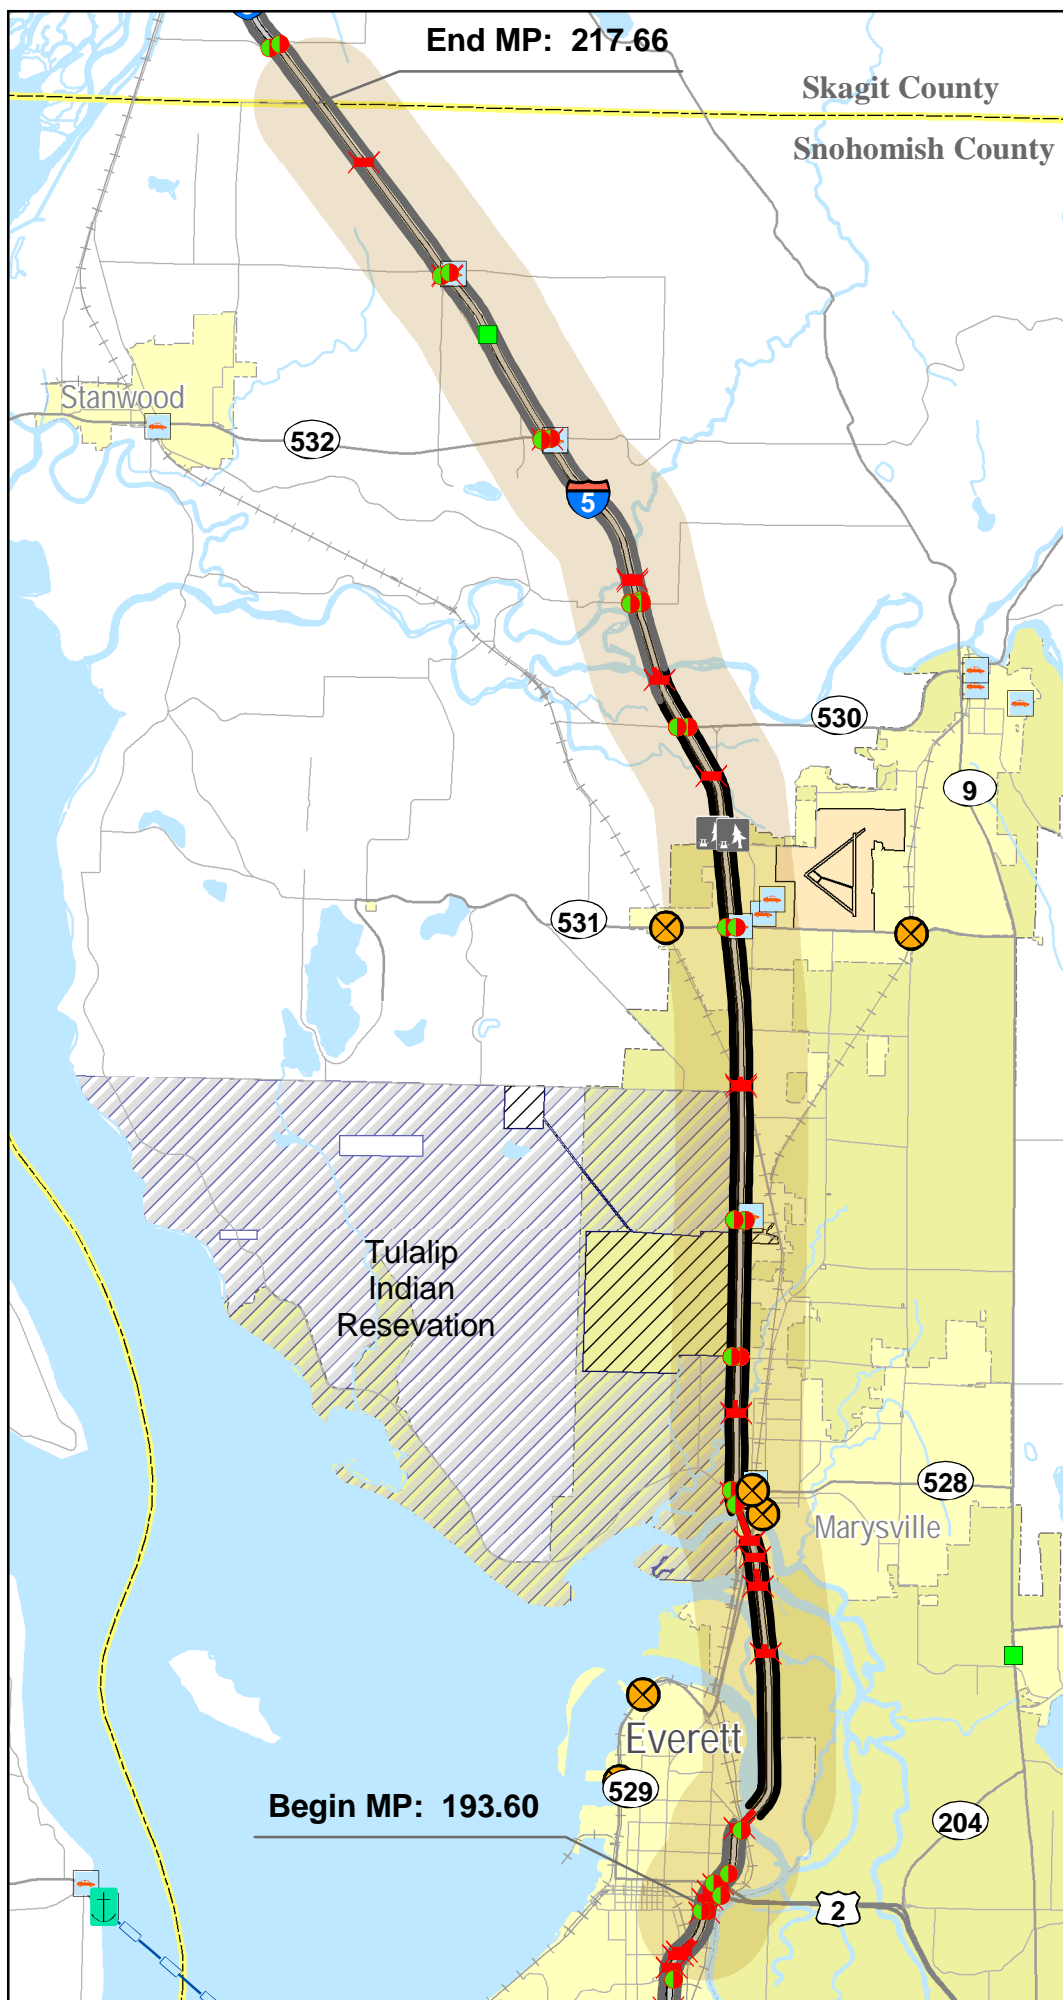 End MP: 217.66
Skagit County
Snohomish County
Stanwood
532
5
530
9
531
Tulalip
Indian
Resevation
528
Marysville
Everett
529
Begin MP: 193.60
204
2